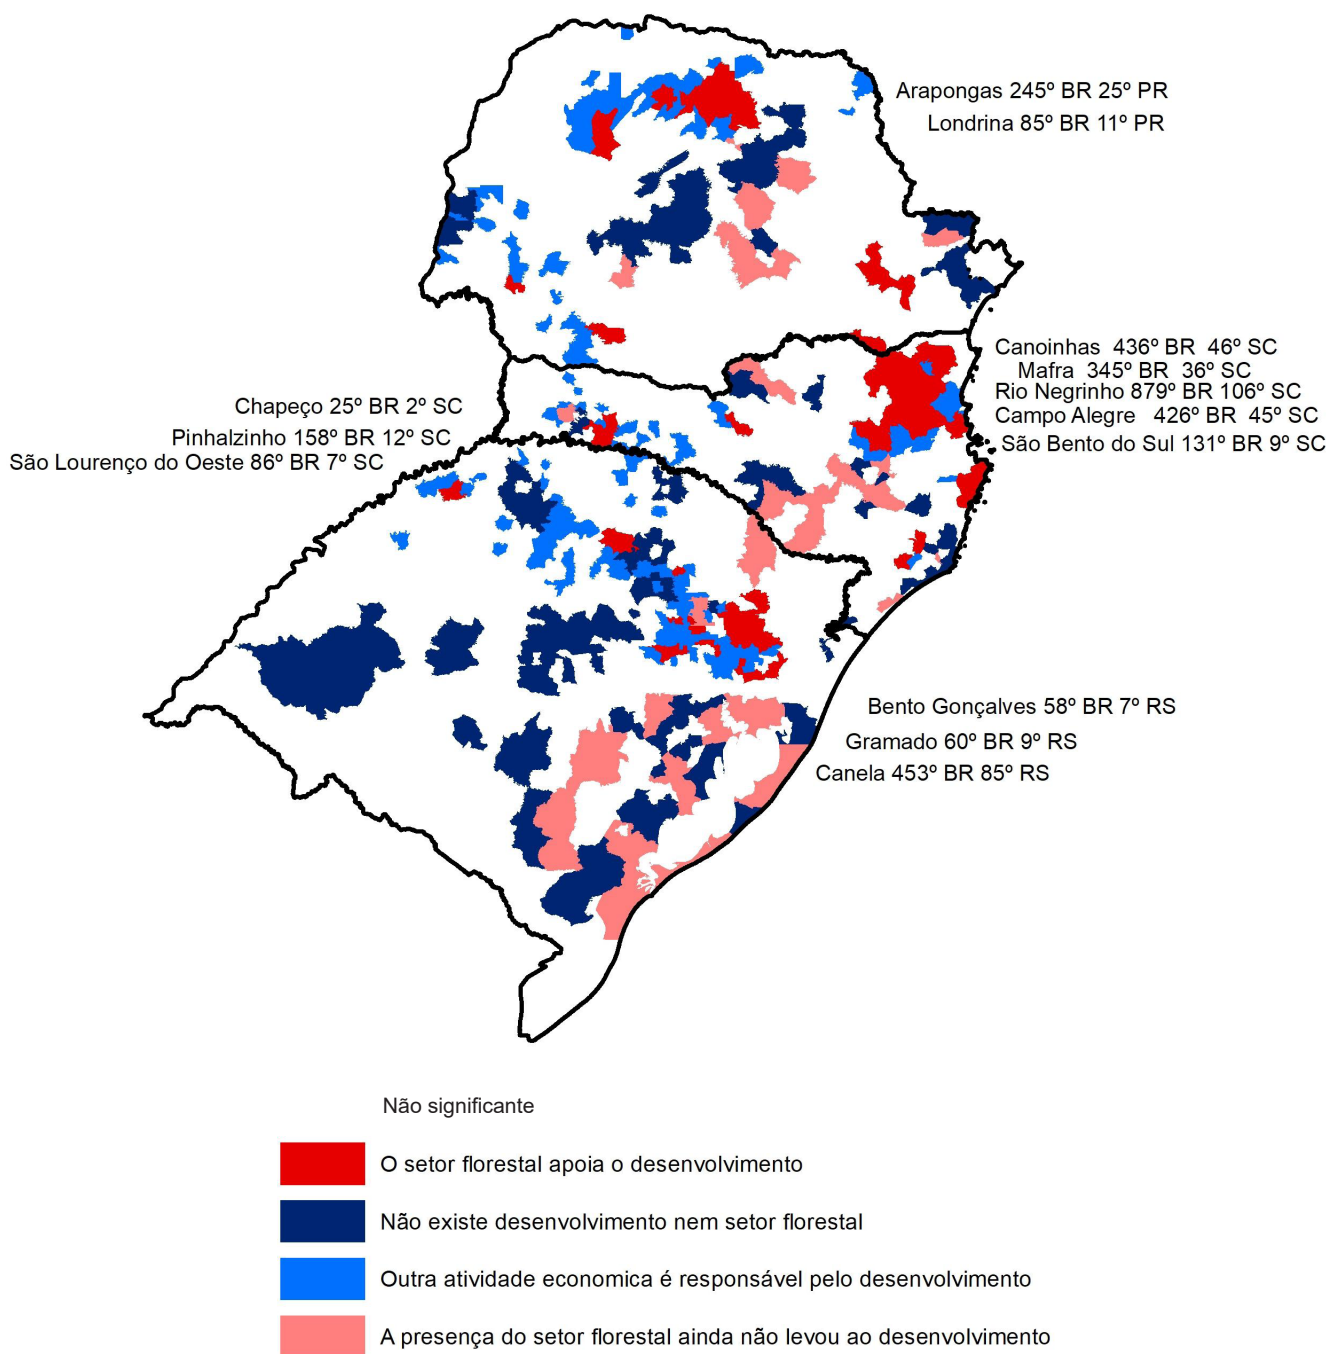 Arapongas 245º BR 25º PR
Londrina 85º BR 11º PR
Canoinhas 436º BR 46º SC
Mafra 345º BR 36º SC
Rio Negrinho 879º BR 106º SC
Campo Alegre 426º BR 45º SC
São Bento do Sul 131º BR 9º SC
Chapeço 25º BR 2º SC
Pinhalzinho 158º BR 12º SC
São Lourenço do Oeste 86º BR 7º SC
Bento Gonçalves 58º BR 7º RS
Gramado 60º BR 9º RS
Canela 453º BR 85º RS
Não significante
O setor florestal apoia o desenvolvimento
Não existe desenvolvimento nem setor florestal
Outra atividade economica é responsável pelo desenvolvimento
A presença do setor florestal ainda não levou ao desenvolvimento